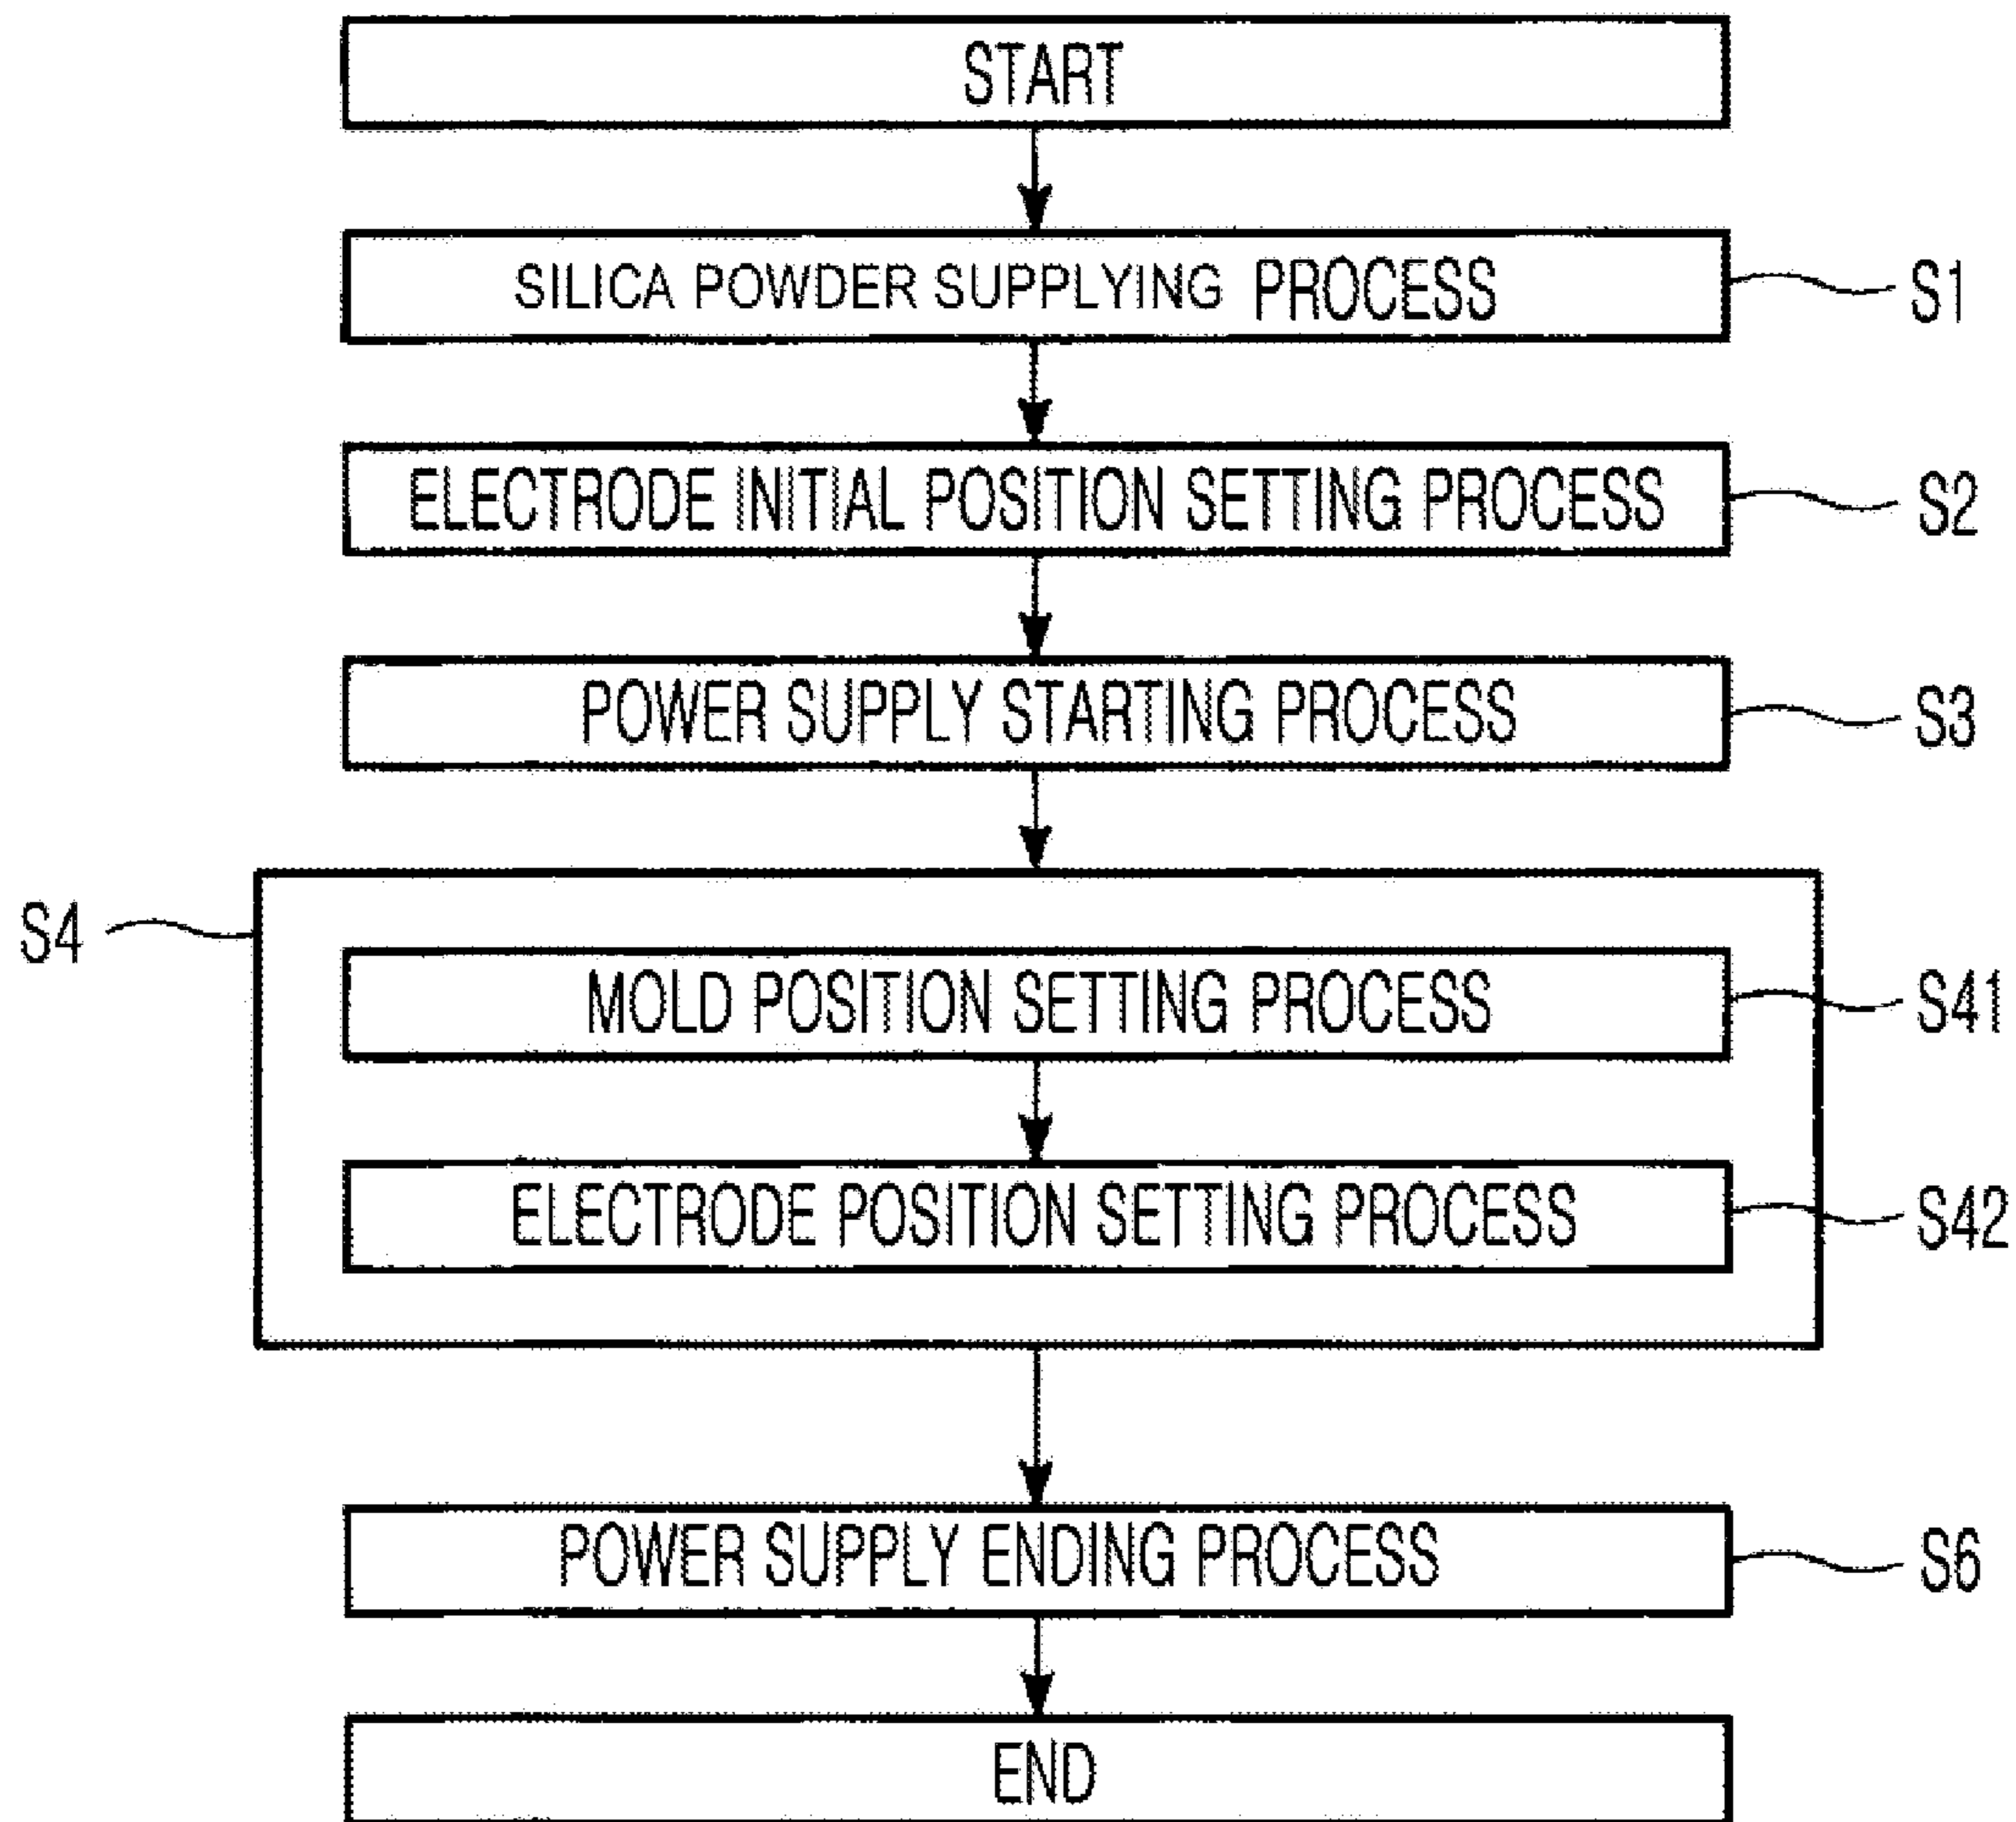 START
SILICA POWDER SUPPLYING PROCESS
S1
ELECTRODE INITIAL POSITION SETTING PROCESS
S2
POWER SUPPLY STARTING PROCESS
S3
S4
MOLD POSITION SETTING PROCESS
S41
ELECTRODE POSITION SETTING PROCESS
S42
POWER SUPPLY ENDING PROCESS
S6
END